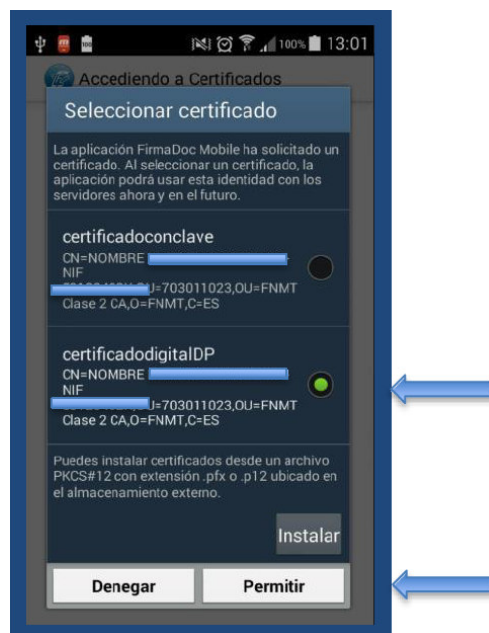 100% 13:01
Accediendo a Certificados
Seleccionar certificado
La aplicación FirmaDoc Mobile ha solicitado un
certificado. Al seleccionar un certificado, la
aplicación podrá usar esta identidad con los
servidores ahora y en el futuro.
certificadoconclave
CN=NOMBRE
NIF
U=703011023,OU=FNMT
Clase 2 CA,O=FNMT,C=ES
certificadodigitalDP
CN=NOMBRE
NIF
U=703011023,OU=FNMT
Clase 2 CA,O=FNMT,C=ES
Puedes instalar certificados desde un archivo
PKCS#12 con extensión .pfx o .p12 ubicado en
el almacenamiento externo.
Instalar
Denegar Permitir